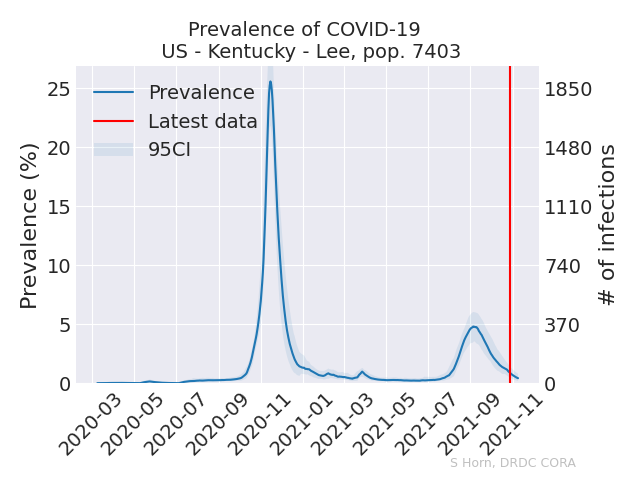 Prevalence of COVID-19
US - Kentucky - Lee, pop. 7403
Prevalence
Latest data
95CI
Prevalence (%)
25
20
15
10
5
0
1850
1480
1110
740
370
0
# of infections
2020-03
2020-05
2020-07
2020-09
2020-11
2021-01
2021-03
2021-05
2021-07
2021-09
2021-11
S Horn, DRDC CORA